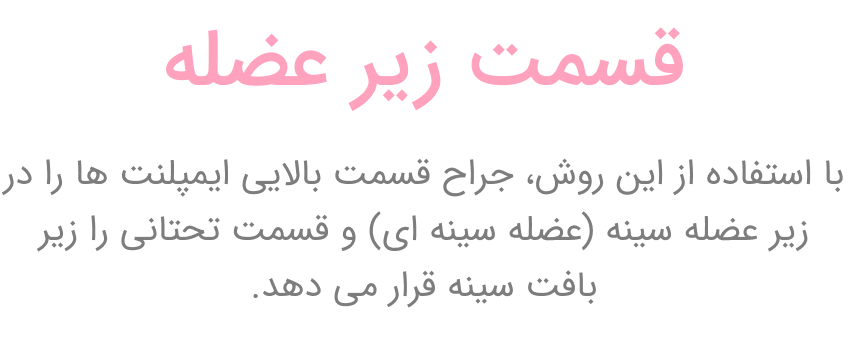 قسمت زیر عضله
با استفاده از این روش، جراح قسمت بالایی ایمپلنت ها را در
زیر عضله سینه (عضله سینه ای) و قسمت تحتانی را زیر
بافت سینه قرار می دهد.